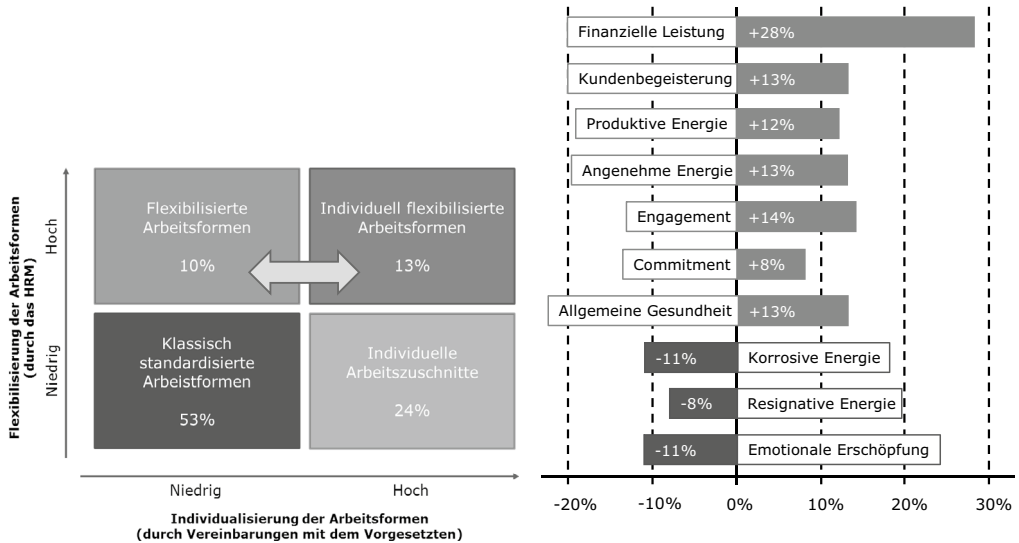 Flexibilisierung der Arbeitsformen
(durch das HRM)
Hoch
Niedrig
Flexibilisierte
Arbeitsformen
10%
Individuell flexibilisierte
Arbeitsformen
13%
Klassisch
standardisierte
Arbeistformen
53%
Individuelle
Arbeitszuschnitte
24%
Niedrig
Hoch
Individualisierung der Arbeitsformen
(durch Vereinbarungen mit dem Vorgesetzten)
Finanzielle Leistung +28%
Kundenbegeisterung +13%
Produktive Energie +12%
Angenehme Energie +13%
Engagement +14%
Commitment +8%
Allgemeine Gesundheit +13%
-11% Korrosive Energie
-8% Resignative Energie
-11% Emotionale Erschöpfung
-20% -10% 0% 10% 20% 30%